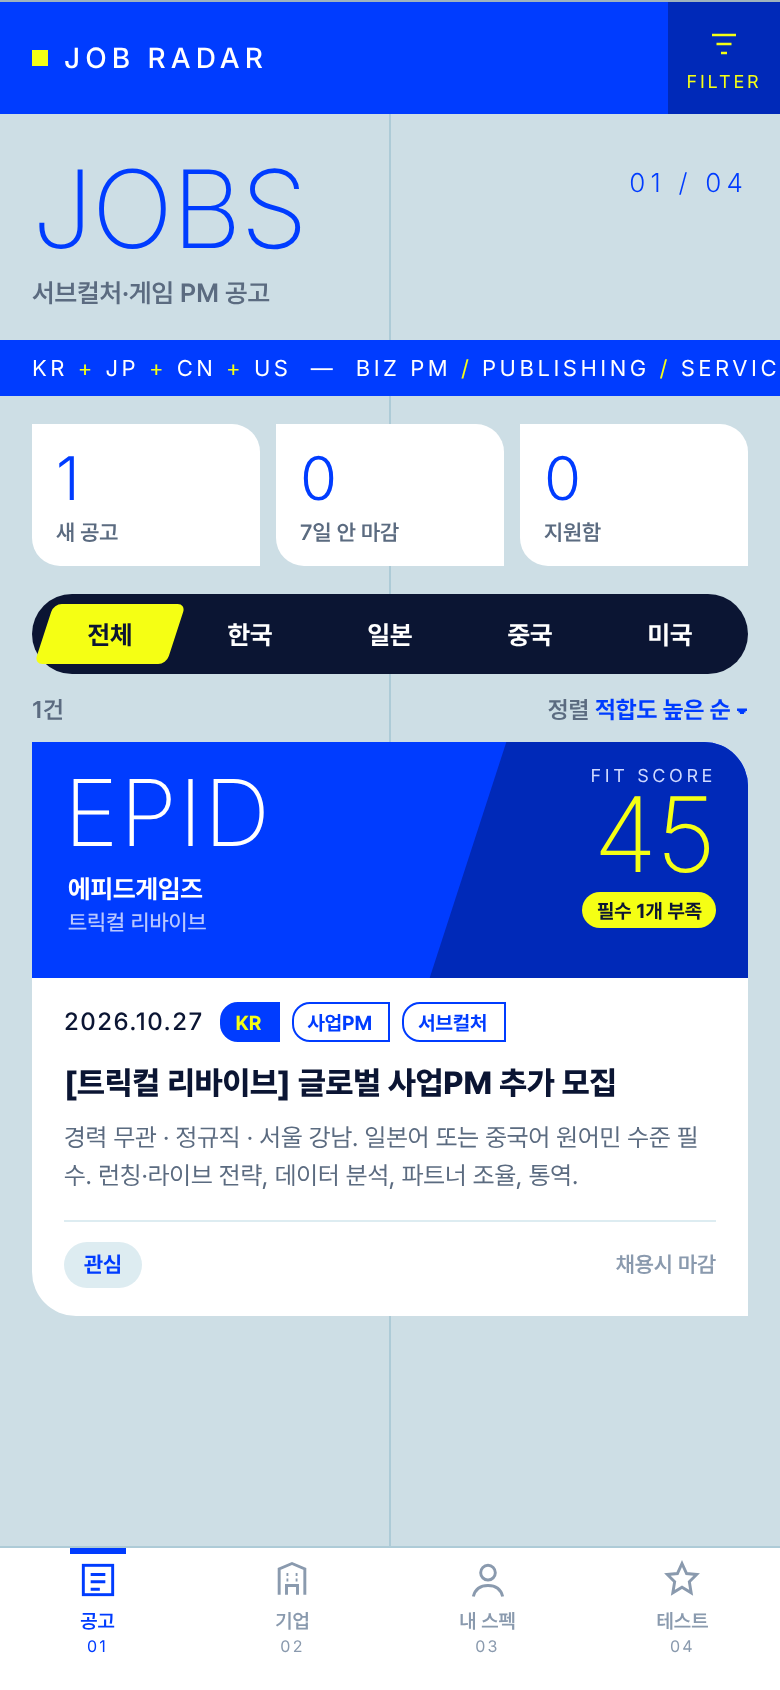 JOB RADAR
FILTER
JOBS
01 / 04
서브컬처·게임 PM 공고
KR + JP + CN + US — BIZ PM / PUBLISHING / SERVIC
1
새 공고
0
7일 안 마감
0
지원함
전체 한국 일본 중국 미국
1건
정렬 적합도 높은 순
EPID
FIT SCORE
45
에피드게임즈
트릭컬 리바이브
필수 1개 부족
2026.10.27 KR 사업PM 서브컬처
[트릭컬 리바이브] 글로벌 사업PM 추가 모집
경력 무관 · 정규직 · 서울 강남. 일본어 또는 중국어 원어민 수준 필
수. 런칭·라이브 전략, 데이터 분석, 파트너 조율, 통역.
관심
채용시 마감
공고 기업 내 스펙 테스트
01 02 03 04